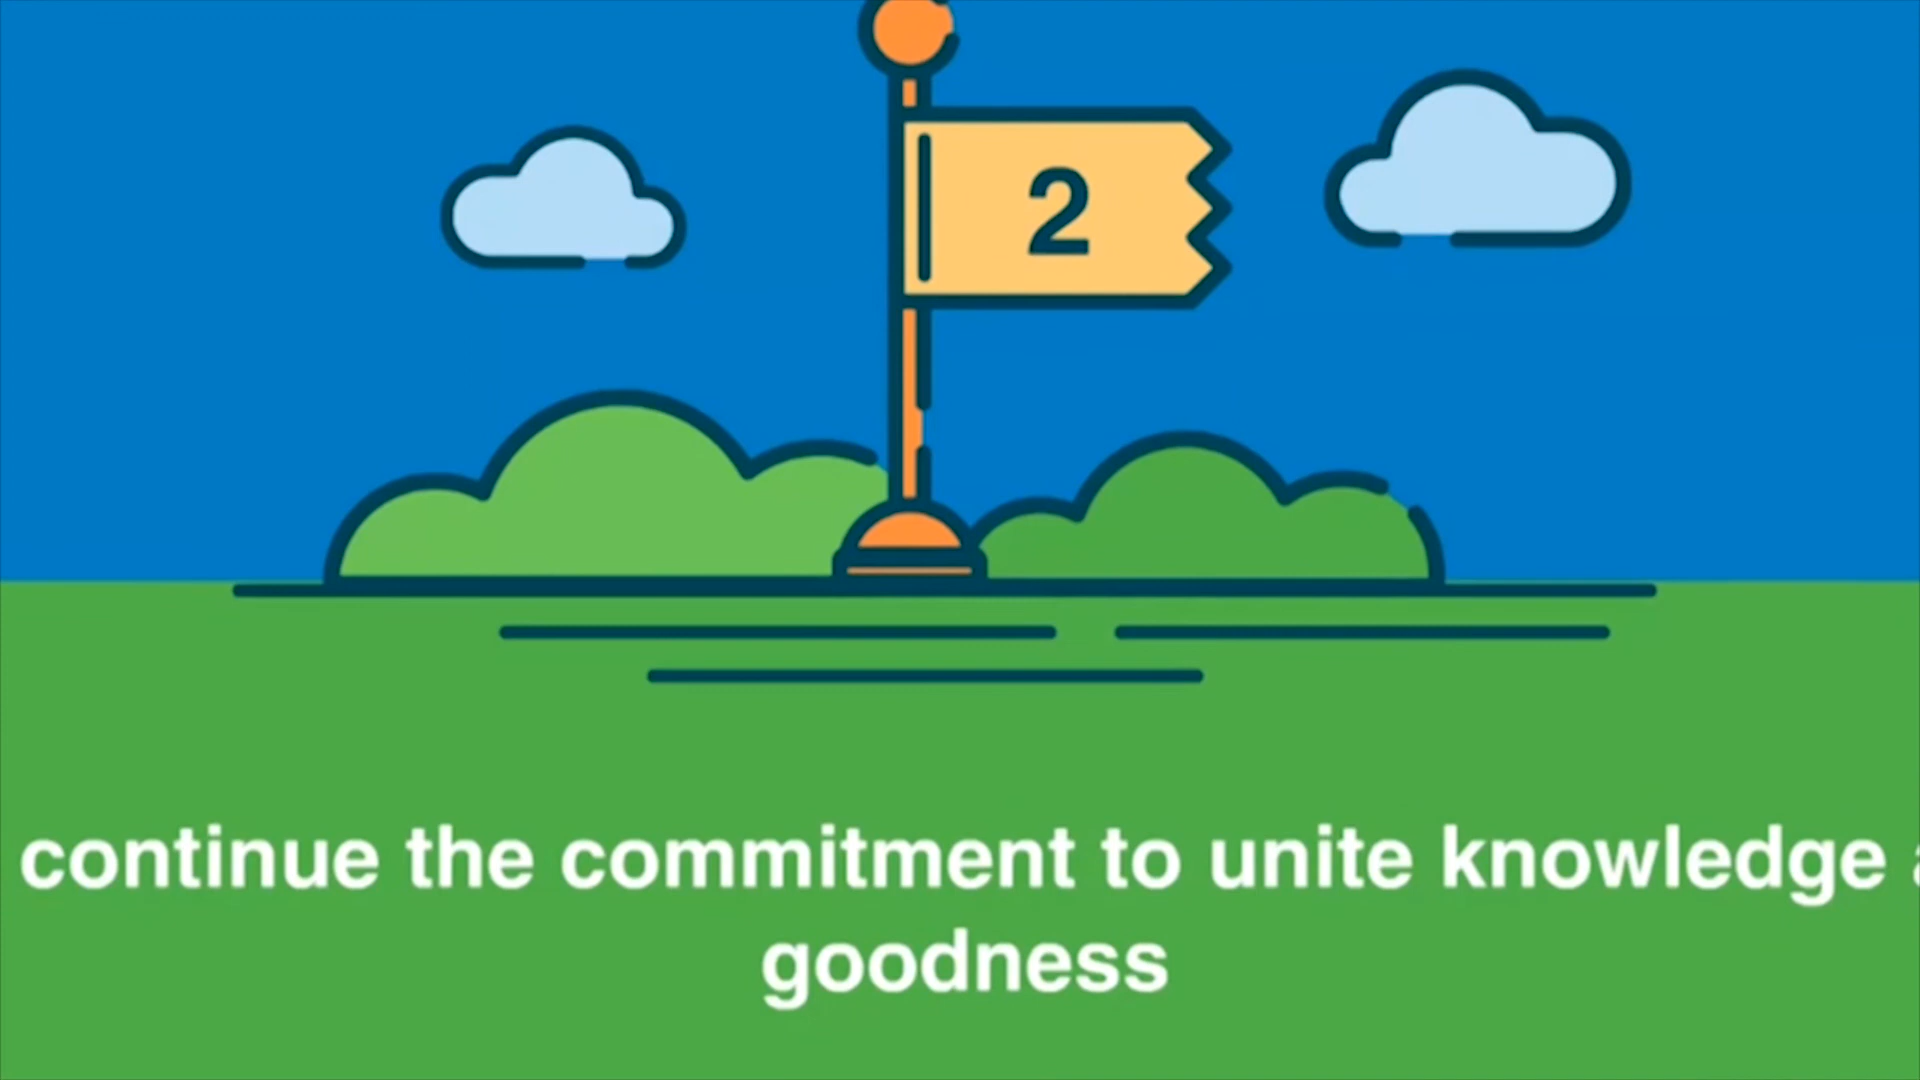 2
continue the commitment to unite knowledge
goodness